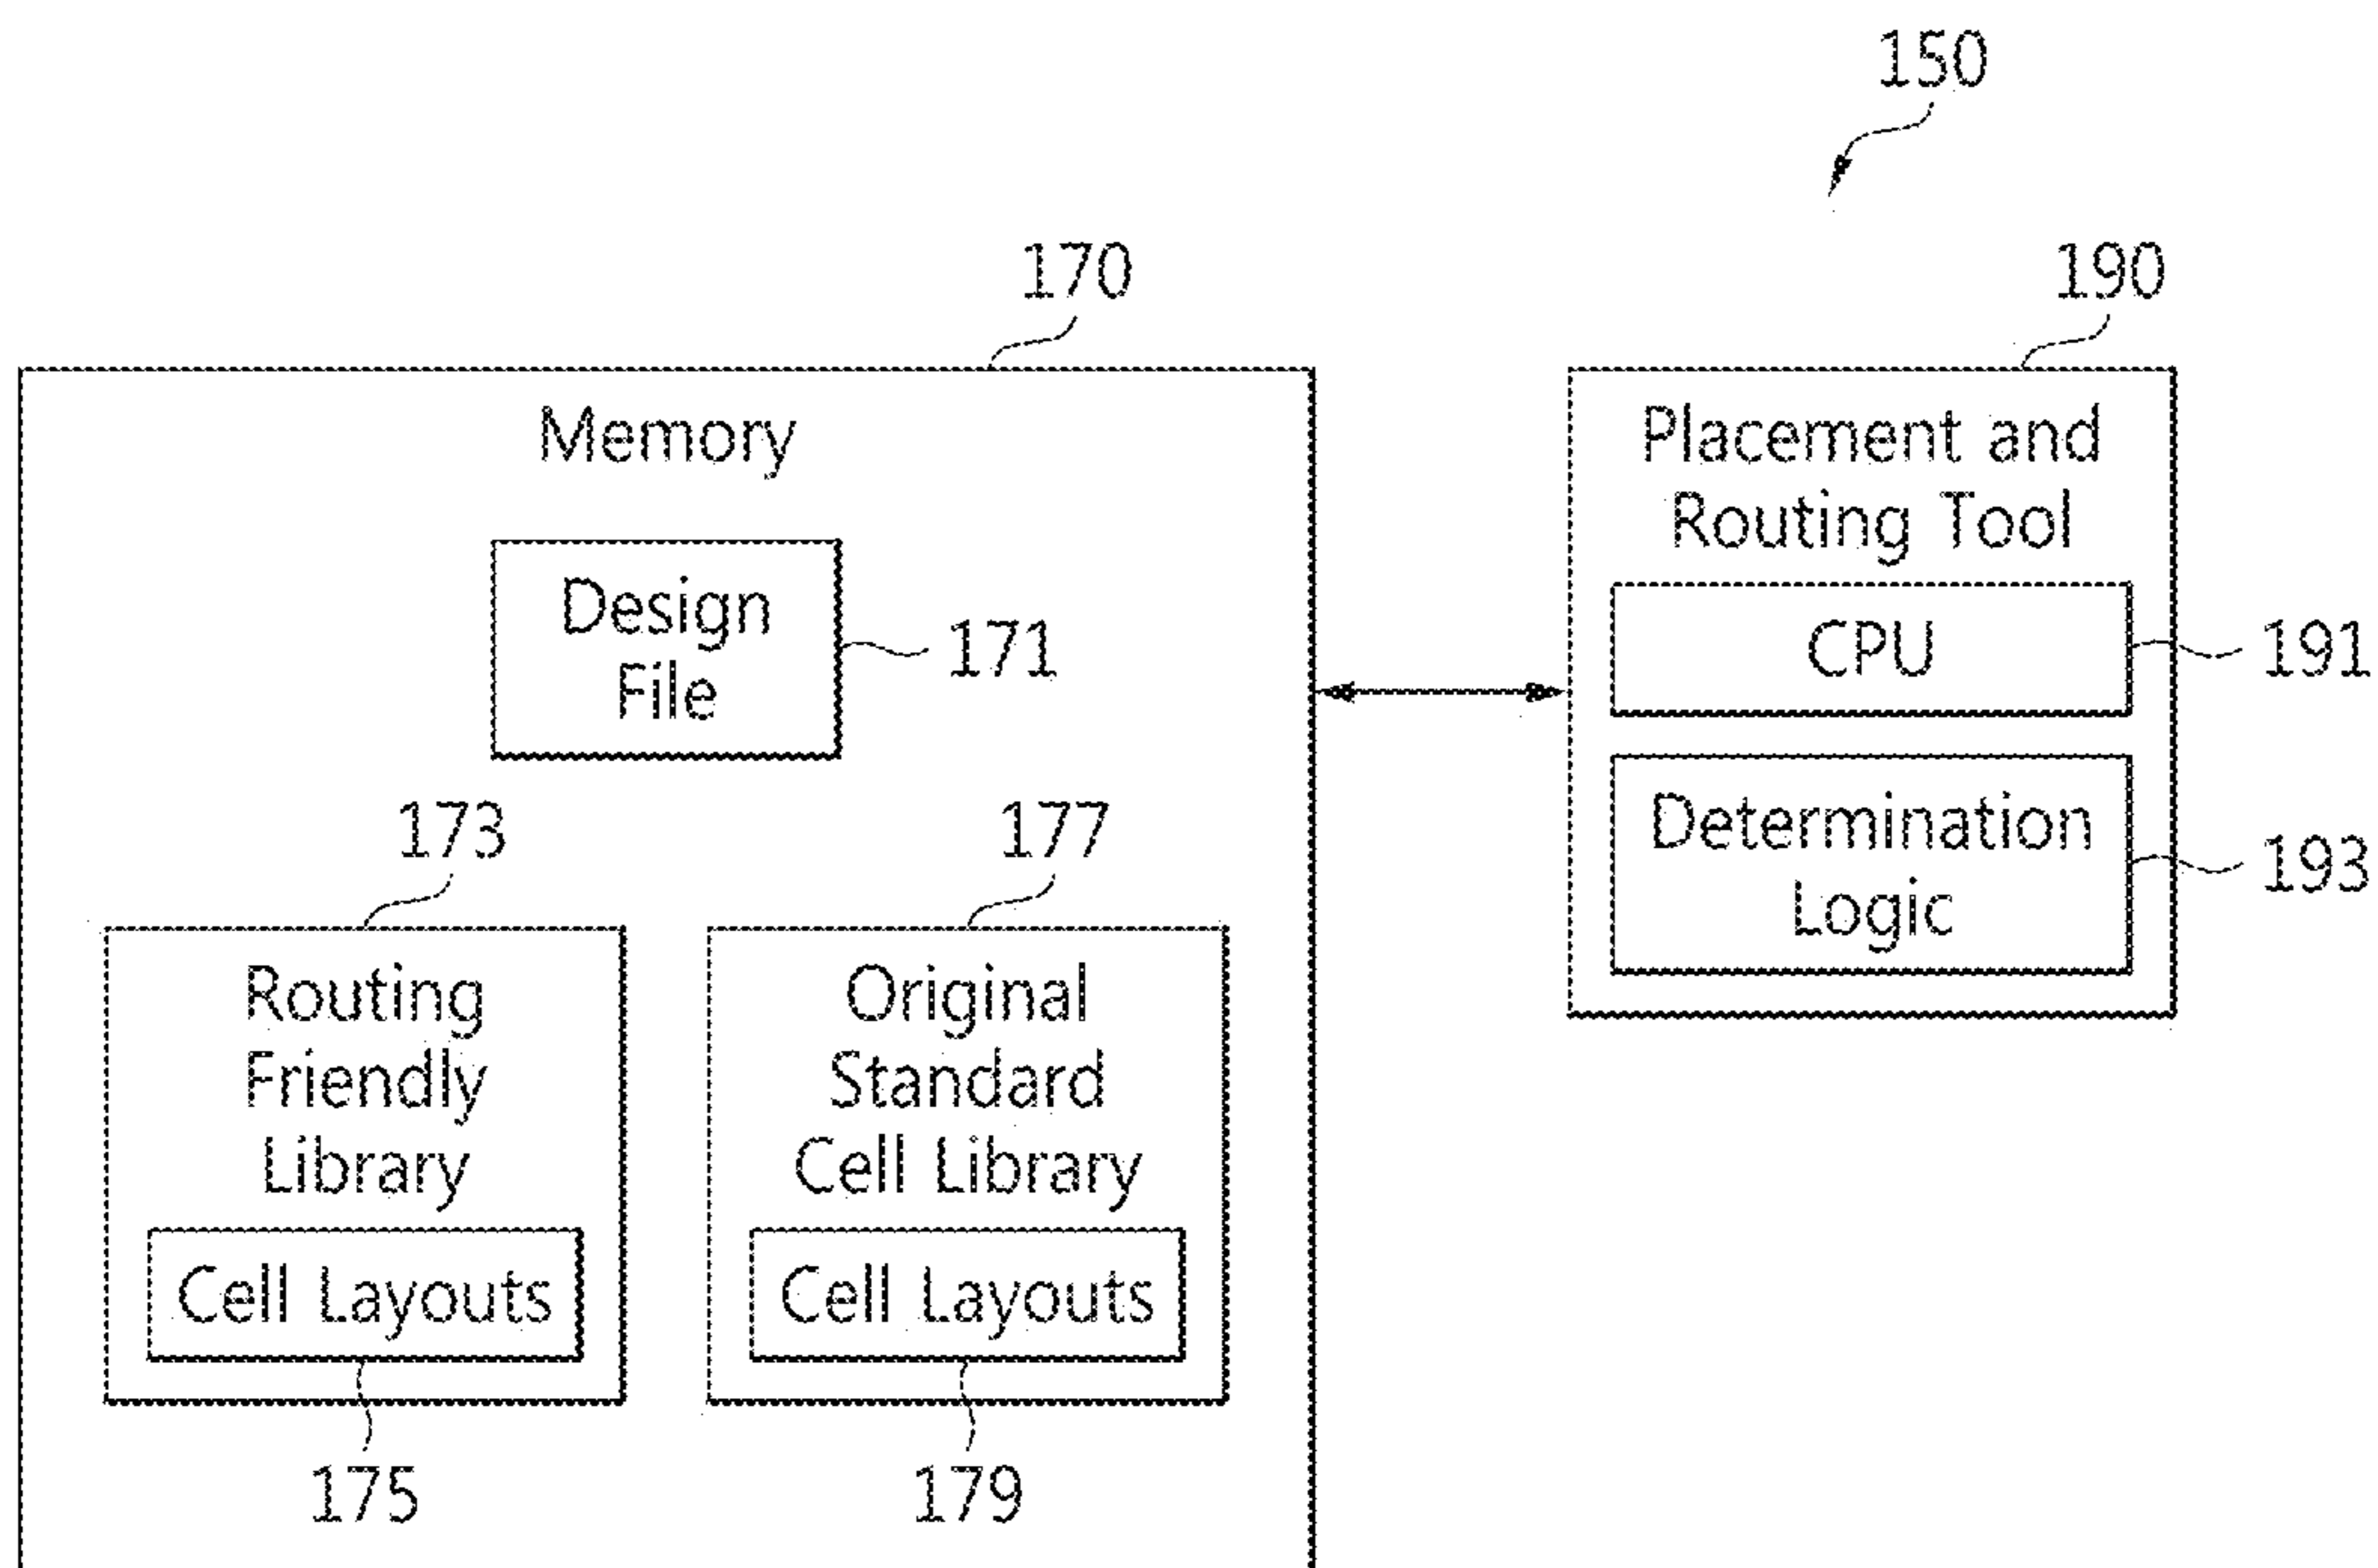 150
170
190
Memory
Placement and
Routing Tool
Design
File
171
CPU
191
Determination
Logic
193
173
177
Routing
Friendly
Library
Original
Standard
Cell Library
Cell Layouts
Cell Layouts
175
179